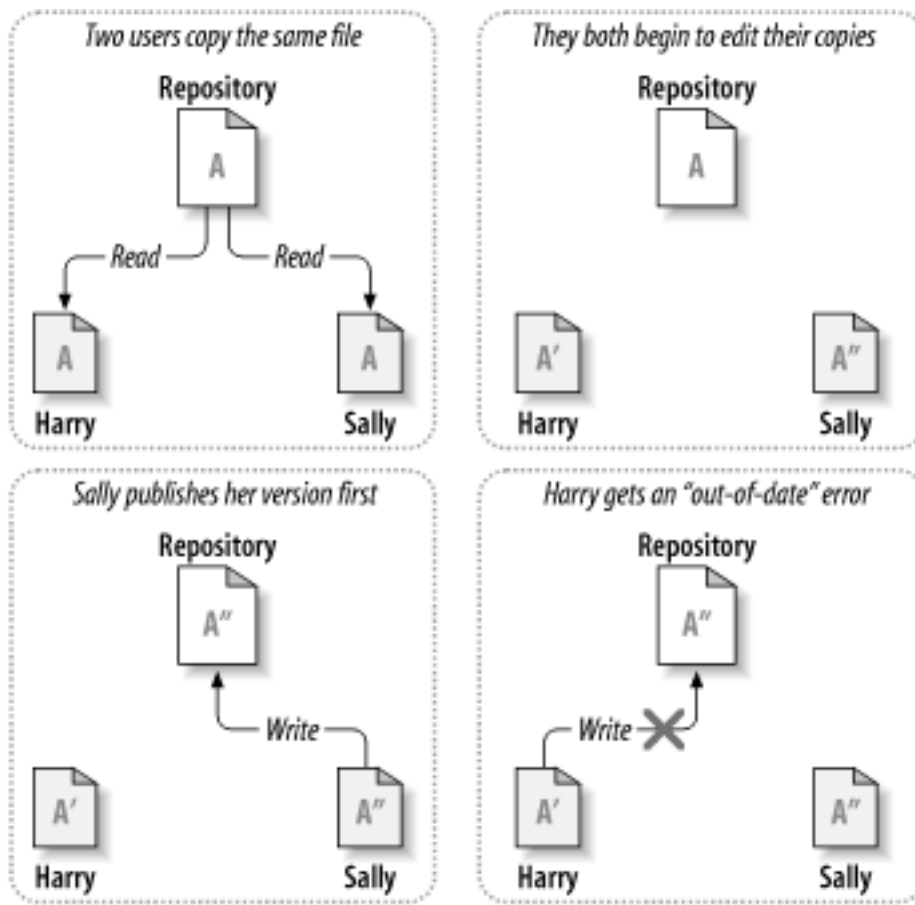 Two users copy the same file
Repository
A
Read Read
A A
Harry Sally
They both begin to edit their copies
Repository
A
A′ A″
Harry Sally
Sally publishes her version first
Repository
A″
Write
A′ A″
Harry Sally
Harry gets an “out-of-date” error
Repository
A″
Write
A′ A″
Harry Sally